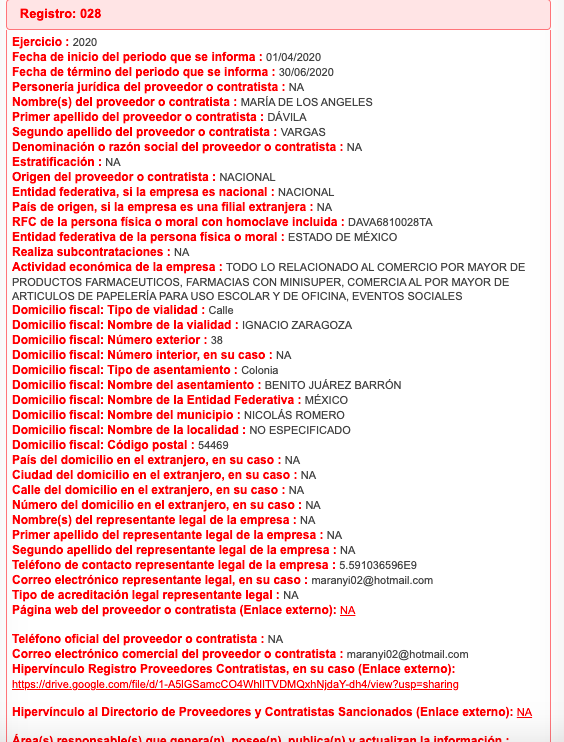 Registro: 028
Ejercicio : 2020
Fecha de inicio del periodo que se informa : 01/04/2020
Fecha de término del periodo que se informa : 30/06/2020
Personería jurídica del proveedor o contratista : NA
Nombre(s) del proveedor o contratista : MARÍA DE LOS ANGELES
Primer apellido del proveedor o contratista : DÁVILA
Segundo apellido del proveedor o contratista : VARGAS
Denominación o razón social del proveedor o contratista : NA
Estratificación : NA
Origen del proveedor o contratista : NACIONAL
Entidad federativa, si la empresa es nacional : NACIONAL
País de origen, si la empresa es una filial extranjera : NA
RFC de la persona física o moral con homoclave incluida : DAVA6810028TA
Entidad federativa de la persona física o moral : ESTADO DE MÉXICO
Realiza subcontrataciones : NA
Actividad económica de la empresa : TODO LO RELACIONADO AL COMERCIO POR MAYOR DE
PRODUCTOS FARMACEUTICOS, FARMACIAS CON MINISUPER, COMERCIA AL POR MAYOR DE
ARTICULOS DE PAPELERÍA PARA USO ESCOLAR Y DE OFICINA, EVENTOS SOCIALES
Domicilio fiscal: Tipo de vialidad : Calle
Domicilio fiscal: Nombre de la vialidad : IGNACIO ZARAGOZA
Domicilio fiscal: Número exterior : 38
Domicilio fiscal: Número interior, en su caso : NA
Domicilio fiscal: Tipo de asentamiento : Colonia
Domicilio fiscal: Nombre del asentamiento : BENITO JUÁREZ BARRÓN
Domicilio fiscal: Nombre de la Entidad Federativa : MÉXICO
Domicilio fiscal: Nombre del municipio : NICOLÁS ROMERO
Domicilio fiscal: Nombre de la localidad : NO ESPECIFICADO
Domicilio fiscal: Código postal : 54469
País del domicilio en el extranjero, en su caso : NA
Ciudad del domicilio en el extranjero, en su caso : NA
Calle del domicilio en el extranjero, en su caso : NA
Número del domicilio en el extranjero, en su caso : NA
Nombre(s) del representante legal de la empresa : NA
Primer apellido del representante legal de la empresa : NA
Segundo apellido del representante legal de la empresa : NA
Teléfono de contacto representante legal de la empresa : 5.591036596E9
Correo electrónico representante legal, en su caso : maranyi02@hotmail.com
Tipo de acreditación legal representante legal : NA
Página web del proveedor o contratista (Enlace externo): NA
Teléfono oficial del proveedor o contratista : NA
Correo electrónico comercial del proveedor o contratista : maranyi02@hotmail.com
Hipervínculo Registro Proveedores Contratistas, en su caso (Enlace externo):
https://drive.google.com/file/d/1-A5lGSamcCO4WhIlTVDMQxhNjdaY-dh4/view?usp=sharing
Hipervínculo al Directorio de Proveedores y Contratistas Sancionados (Enlace externo): NA
Área(s) responsable(s) que genera(n), posee(n), publica(n) y actualizan la información :